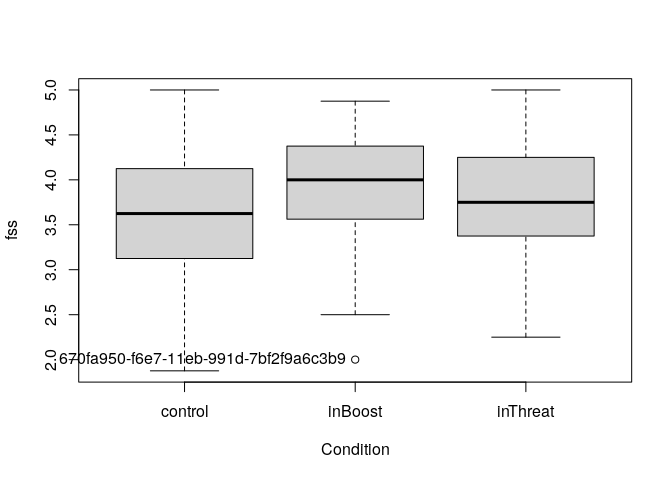 fss
5.0
4.5
4.0
3.5
3.0
2.5
2.0
670fa950-f6e7-11eb-991d-7bf2f9a6c3b9
control inBoost inThreat
Condition